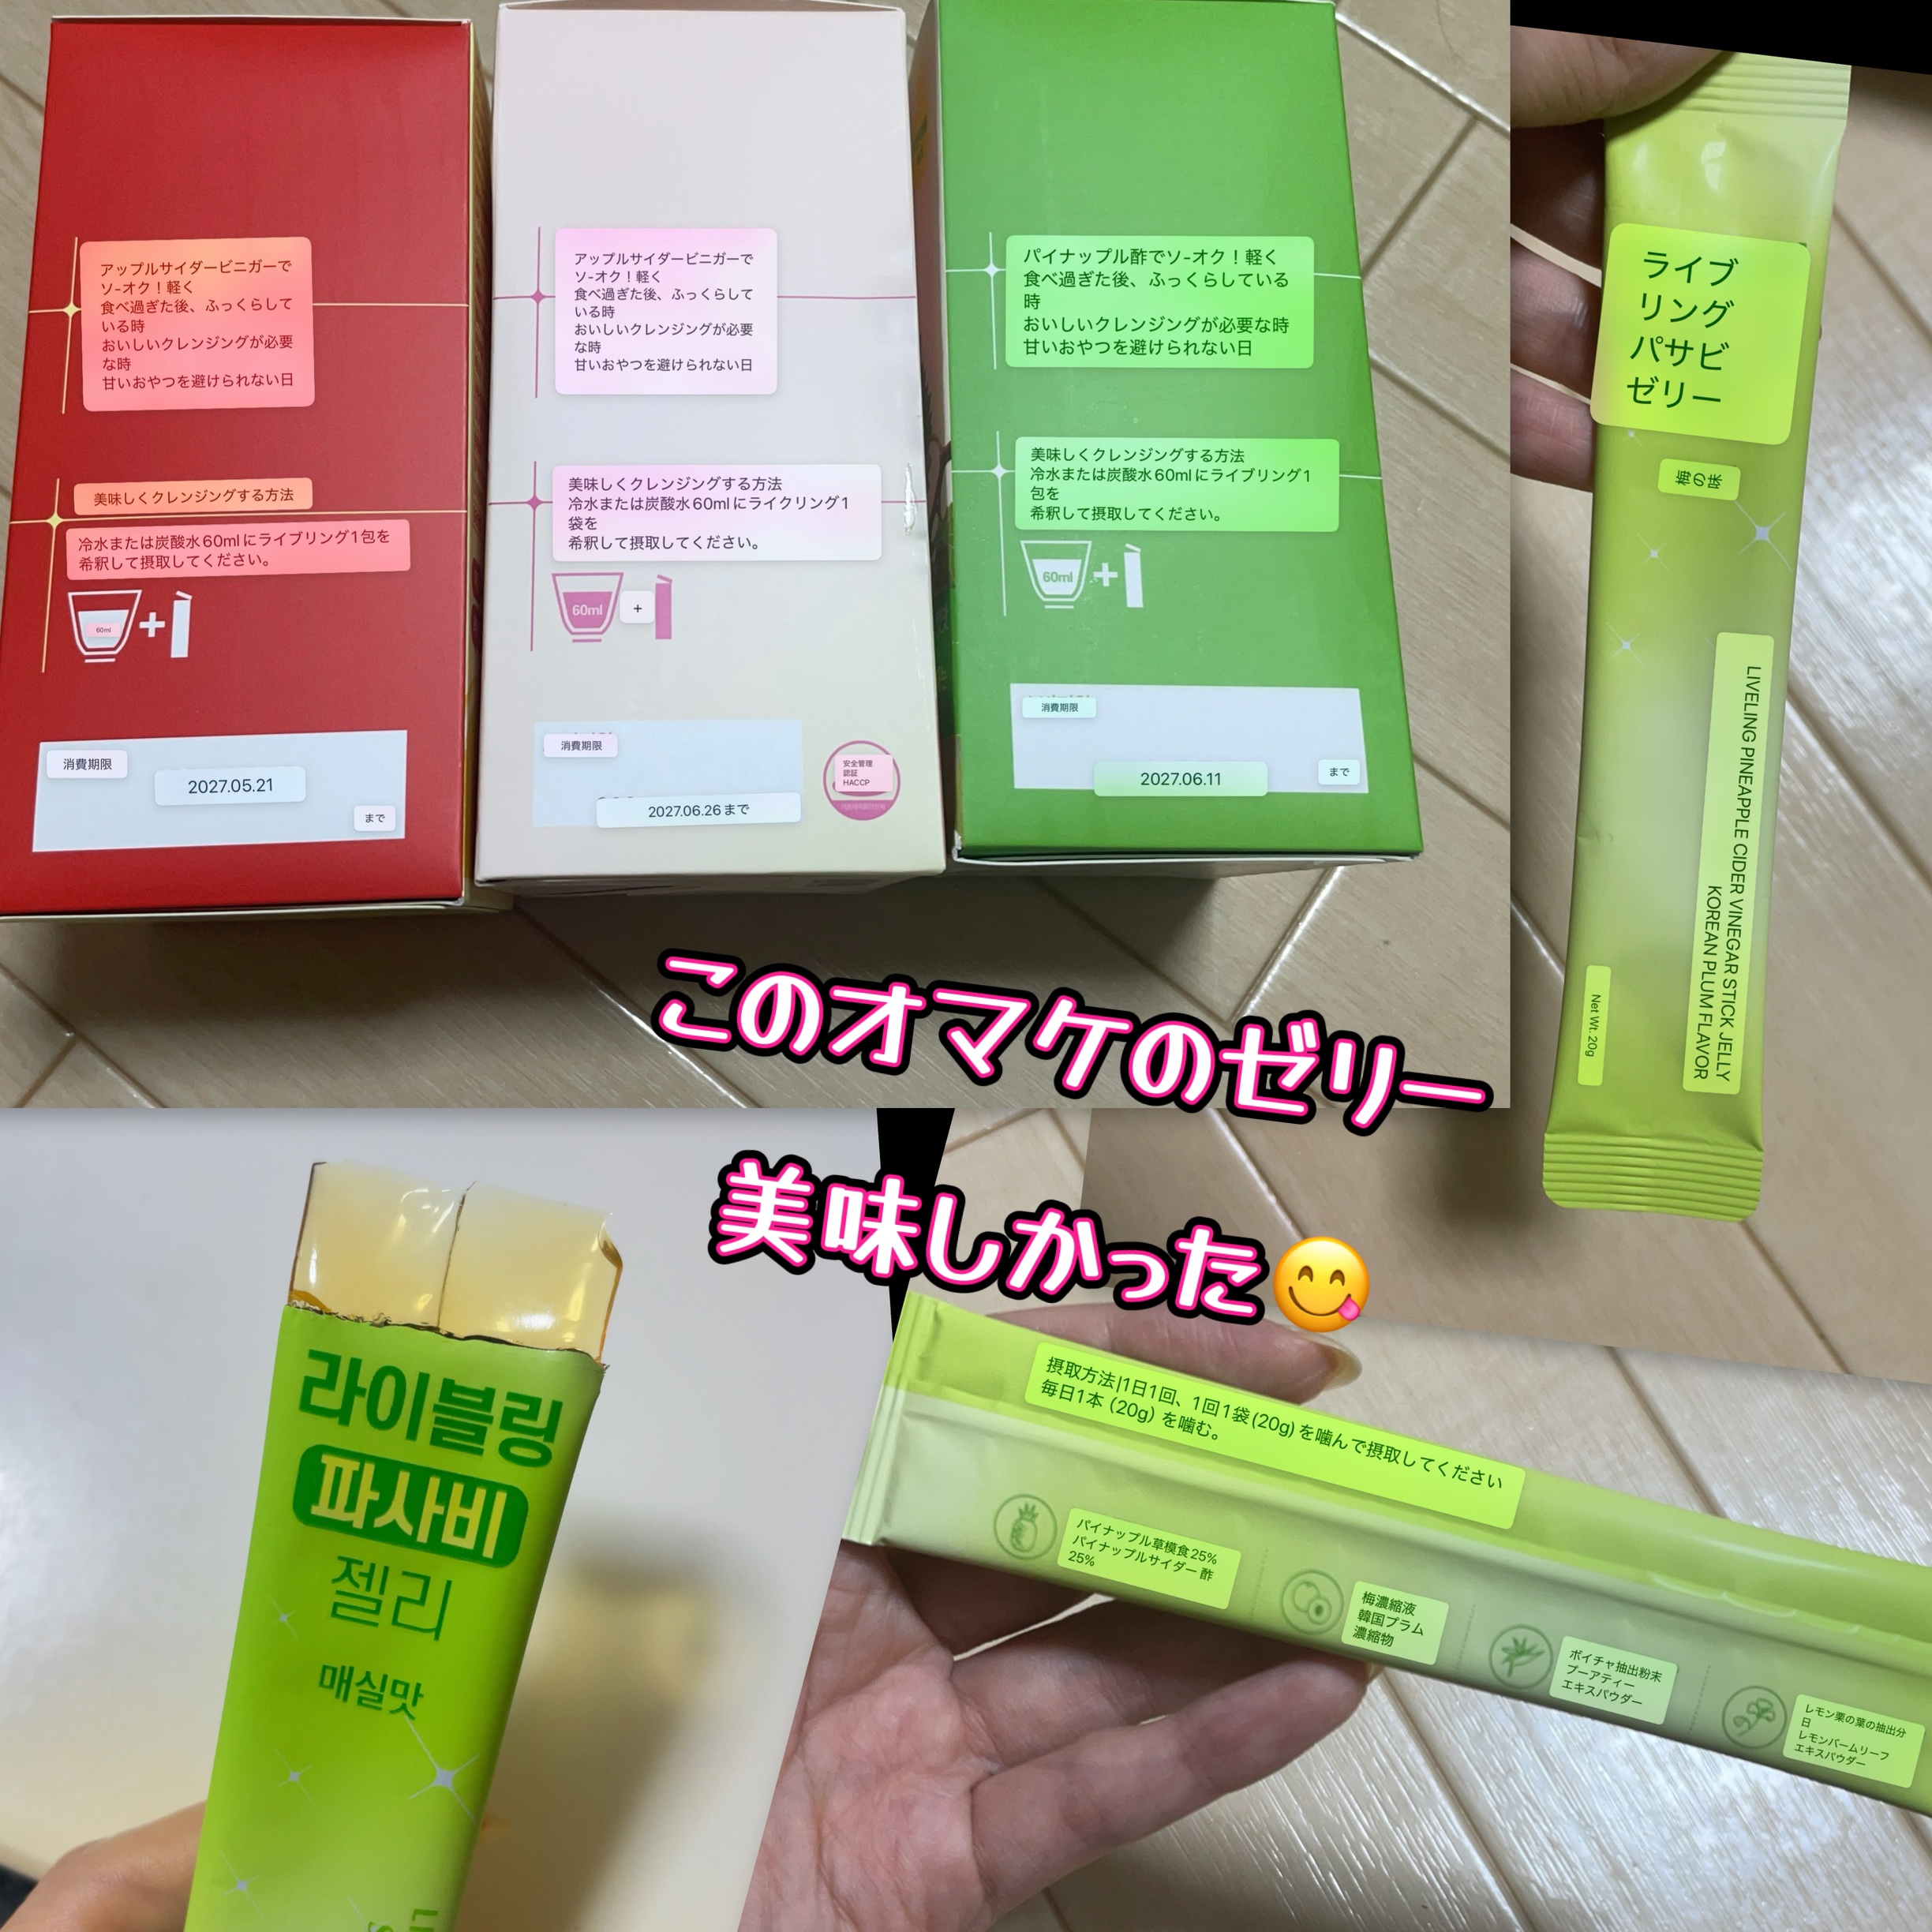 アップルサイダービニガーで
ソ-オク！軽く
食べ過ぎた後、ふっくらして
いる時
おいしいクレンジングが必要
な時
甘いおやつを避けられない日
美味しくクレンジングする方法
冷水または炭酸水60mlにライブリング1包を
希釈して摂取してください。
60ml
消費期限
2027.05.21
まで
アップルサイダービニガーで
ソ-オク！軽く
食べ過ぎた後、ふっくらして
いる時
おいしいクレンジングが必要
な時
甘いおやつを避けられない日
美味しくクレンジングする方法
冷水または炭酸水60mlにライクリング1
袋を
希釈して摂取してください。
60ml
+
消費期限
2027.06.26まで
安全管理
認証
HACCP
パイナップル酢でソ-オク！軽く
食べ過ぎた後、ふっくらしている
時
おいしいクレンジングが必要な時
甘いおやつを避けられない日
美味しくクレンジングする方法
冷水または炭酸水60mlにライブリング1
包を
希釈して摂取してください。
60ml
消費期限
2027.06.11
まで
ライブ
リング
パサビ
ゼリー
梅の味
LIVELING PINEAPPLE CIDER VINEGAR STICK JELLY
KOREAN PLUM FLAVOR
Net Wt. 20g
このオマケのゼリー
美味しかった😋
라이블링
파사비
젤리
매실맛
摂取方法|1日1回、1回1袋(20g)を噛んで摂取してください
毎日1本（20g）を噛む。
パイナップル草模食25%
パイナップルサイダー酢
25%
梅濃縮液
韓国プラム
濃縮物
ボイチャ抽出粉末
プーアティー
エキスパウダー
レモン栗の葉の抽出分
日
レモンバームリーフ
エキスパウダー